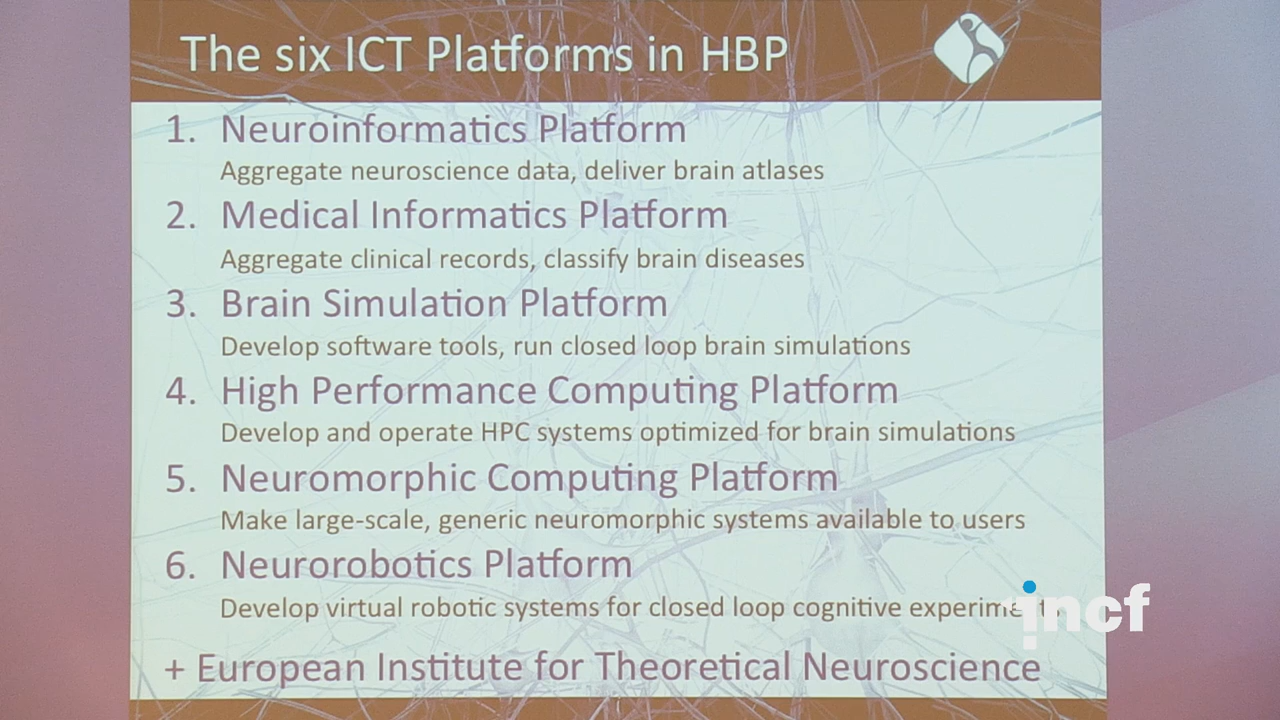 The six ICT Platforms in HBP
1. Neuroinformatics Platform
Aggregate neuroscience data, deliver brain atlases
2. Medical Informatics Platform
Aggregate clinical records, classify brain diseases
3. Brain Simulation Platform
Develop software tools, run closed loop brain simulations
4. High Performance Computing Platform
Develop and operate HPC systems optimized for brain simulations
5. Neuromorphic Computing Platform
Make large-scale, generic neuromorphic systems available to users
6. Neurorobotics Platform
Develop virtual robotic systems for closed loop cognitive experiments
incf
+ European Institute for Theoretical Neuroscience